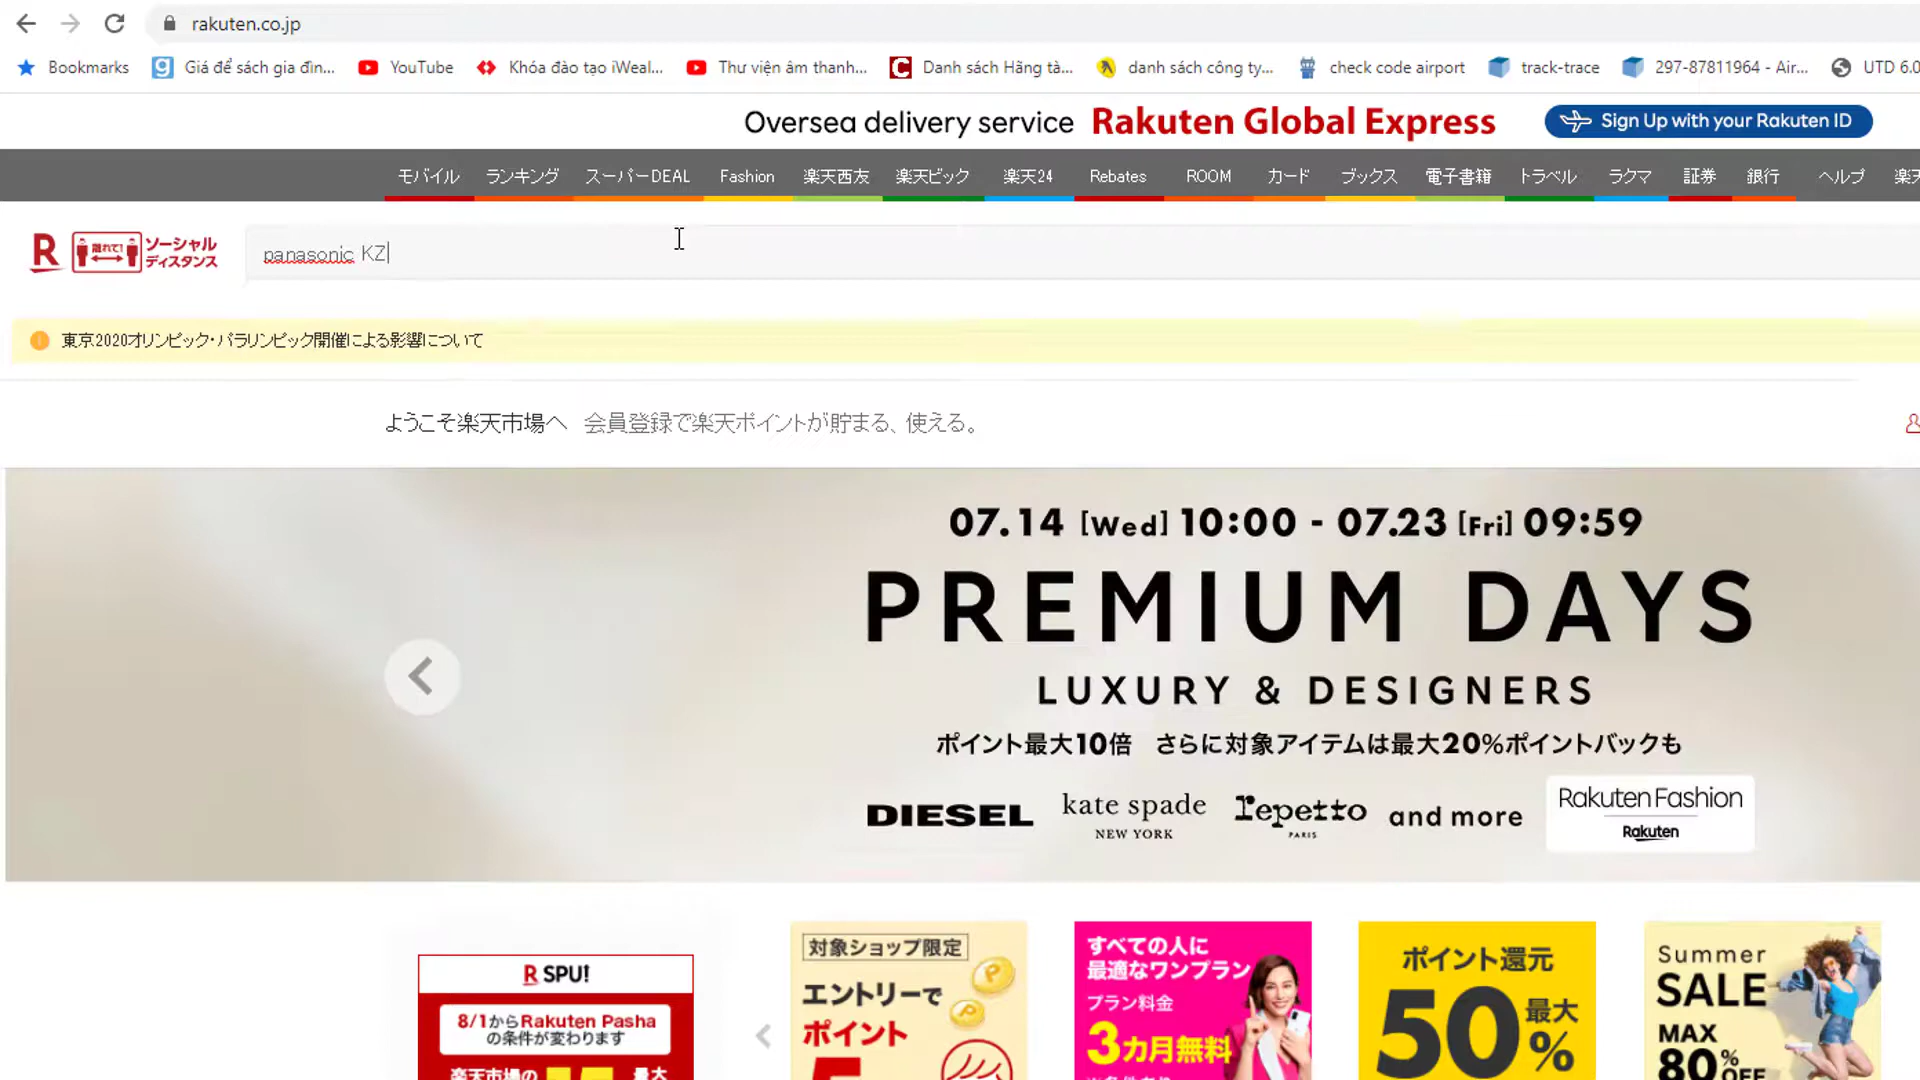 rakuten.co.jp
Bookmarks Giá để sách gia đìn... YouTube Khóa đào tạo iWeal... Thư viện âm thanh... Danh sách Hãng tà... danh sách công ty... check code airport track-trace 297-87811964 - Air... UTD 6.0
Oversea delivery service Rakuten Global Express Sign Up with your Rakuten ID
モバイル ランキング スーパーDEAL Fashion 楽天西友 楽天ビック 楽天24 Rebates ROOM カード ブックス 電子書籍 トラベル ラクマ 証券 銀行 ヘルプ 楽天
R 離れて! ソーシャル
ディスタンス
panasonic KZ
東京2020オリンピック・パラリンピック開催による影響について
ようこそ楽天市場へ 会員登録で楽天ポイントが貯まる、使える。
07.14 [Wed] 10:00 - 07.23 [Fri] 09:59
PREMIUM DAYS
LUXURY & DESIGNERS
ポイント最大10倍 さらに対象アイテムは最大20%ポイントバックも
DIESEL kate spade NEW YORK repetto PARIS and more Rakuten Fashion Rakuten
R SPU!
8/1からRakuten Pasha
の条件が変わります
楽天市場の 最大
対象ショップ限定
エントリーで
ポイント
5
すべての人に
最適なワンプラン
プラン料金
3カ月無料
ポイント還元
50% 最大
Summer
SALE
MAX
80% OFF